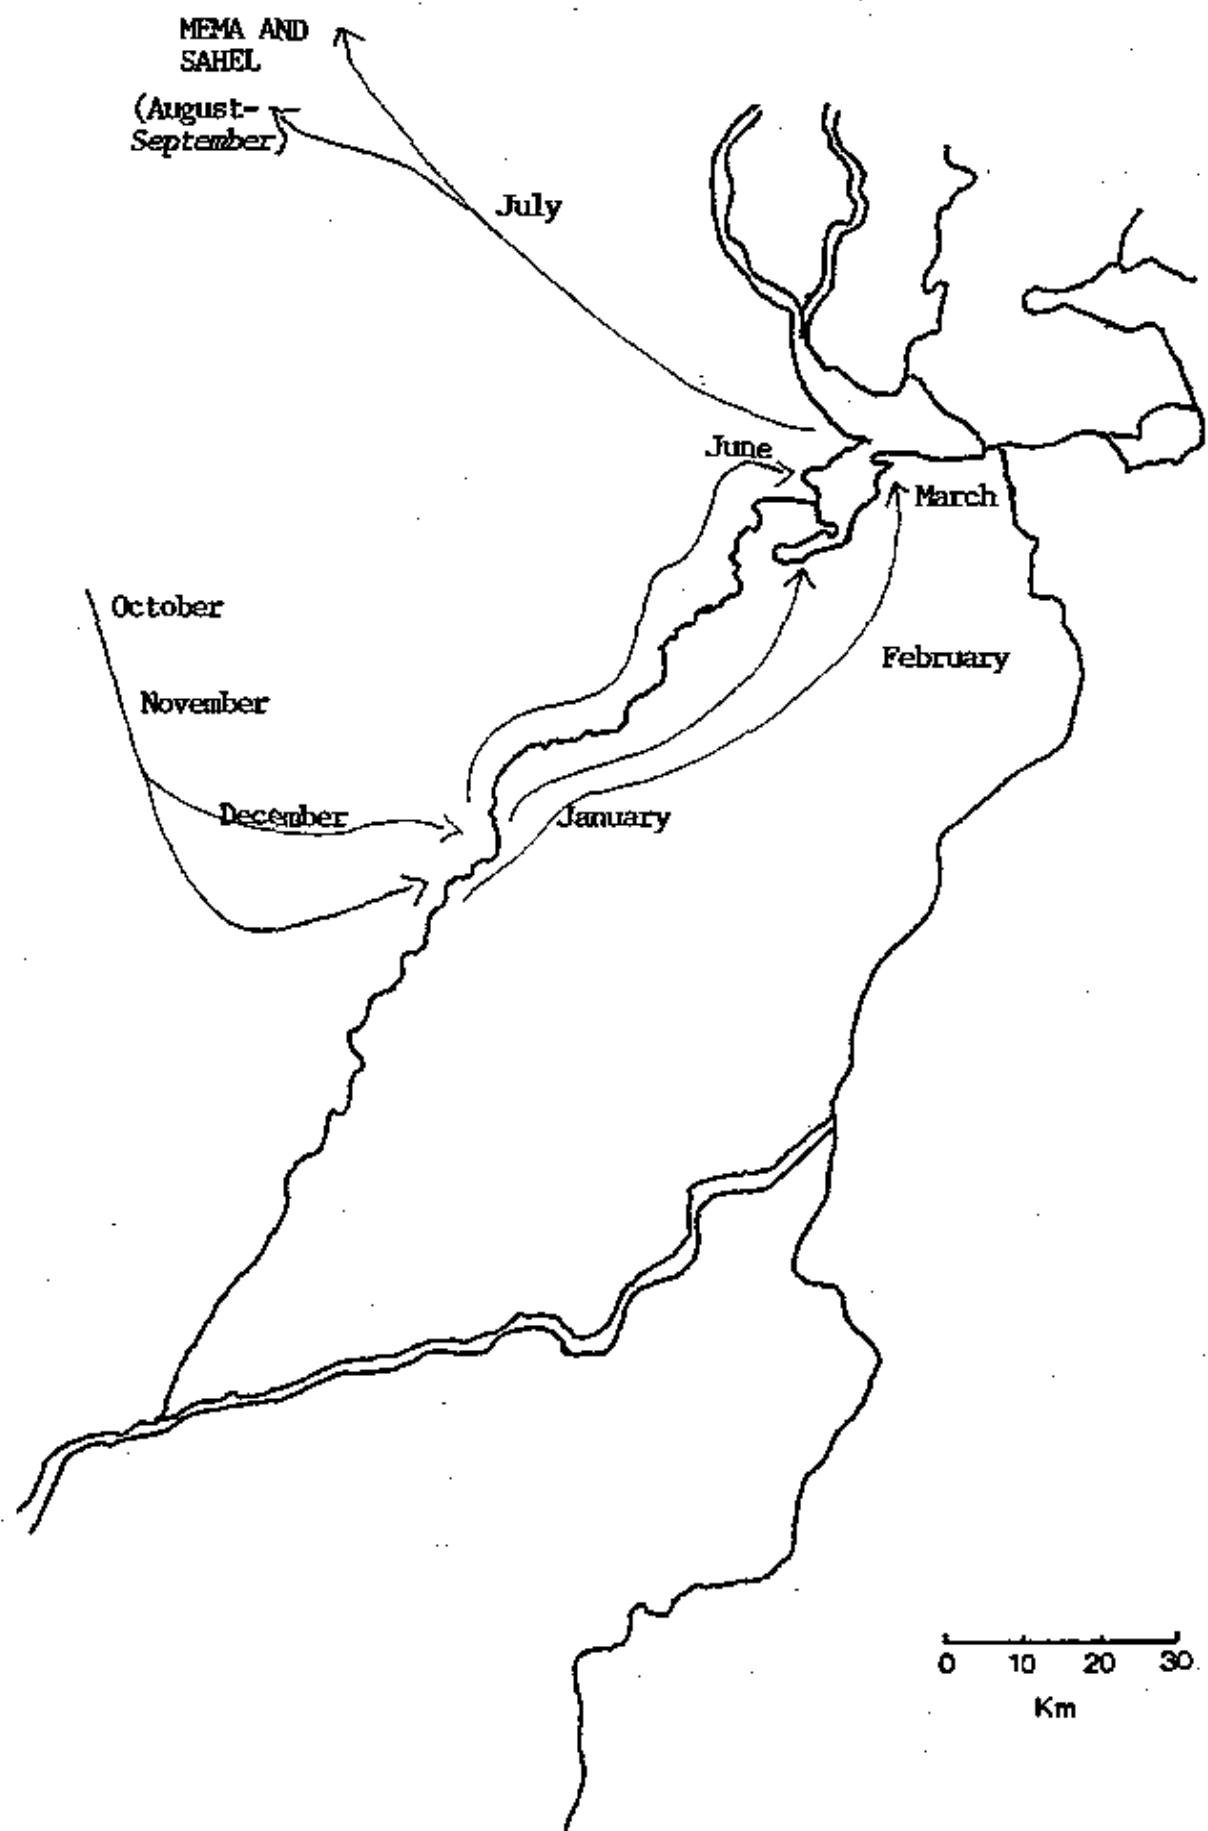 MEMA AND
SAHEL
(August-
September)
July
June
March
October
February
November
December
January
0 10 20 30
Km